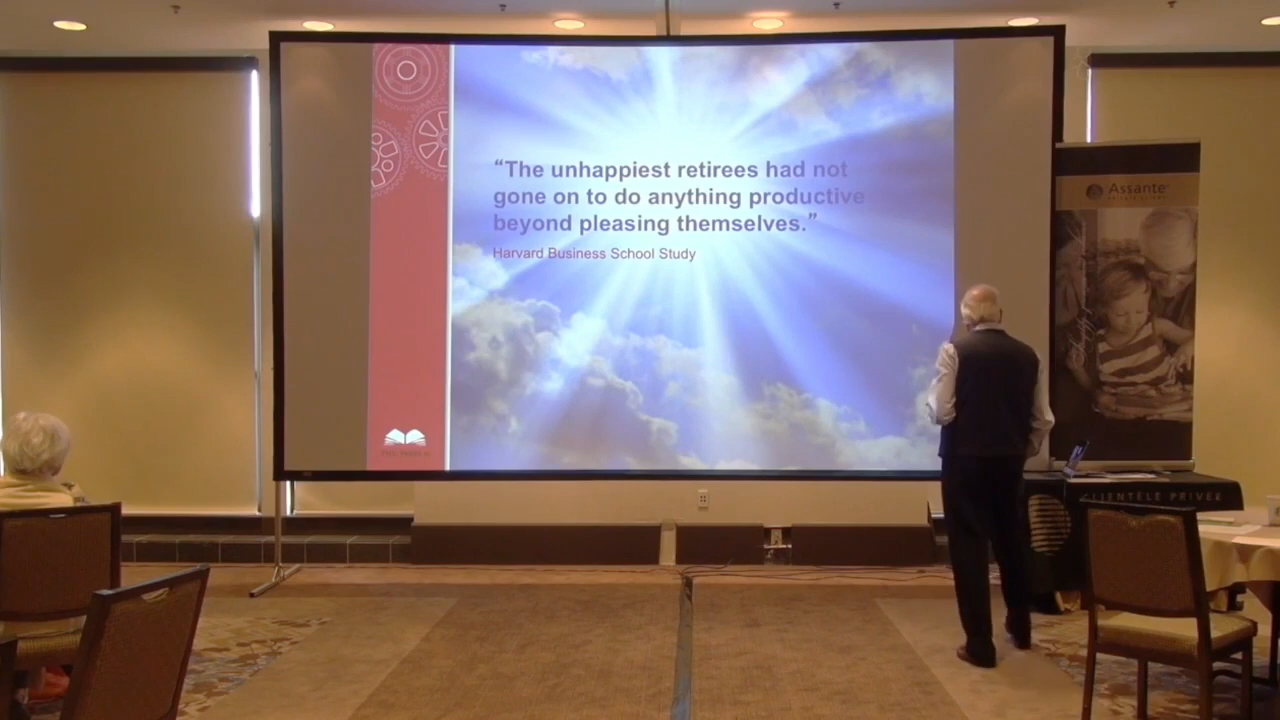 “The unhappiest retirees had not
gone on to do anything productive
beyond pleasing themselves.”
Harvard Business School Study
Assante
CLIENTÈLE PRIVÉE